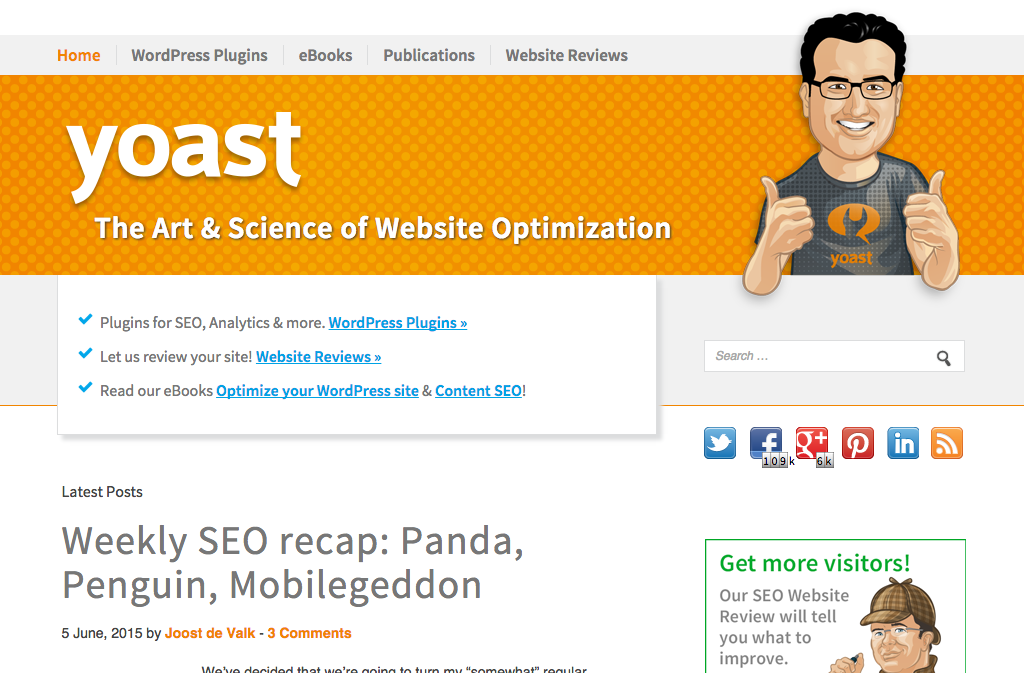 Home WordPress Plugins eBooks Publications Website Reviews
yoast
The Art & Science of Website Optimization
yoast
Plugins for SEO, Analytics & more. WordPress Plugins »
Let us review your site! Website Reviews »
Read our eBooks Optimize your WordPress site & Content SEO!
Search ...
109k
g+ 6k
in
Latest Posts
Weekly SEO recap: Panda,
Penguin, Mobilegeddon
5 June, 2015 by Joost de Valk - 3 Comments
We've decided that we're going to turn my "somewhat" regular
Get more visitors!
Our SEO Website
Review will tell
you what to
improve.